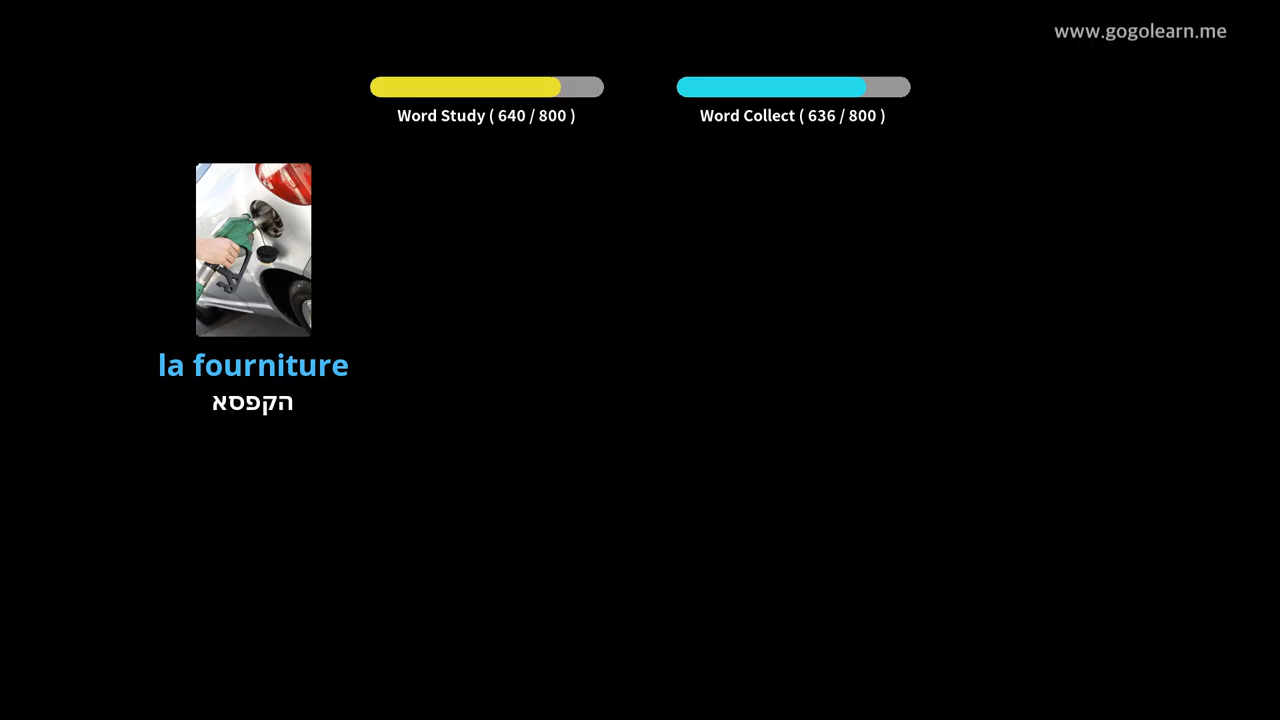 www.gogolearn.me
Word Study ( 640 / 800 )
Word Collect ( 636 / 800 )
la fourniture
הקפסא